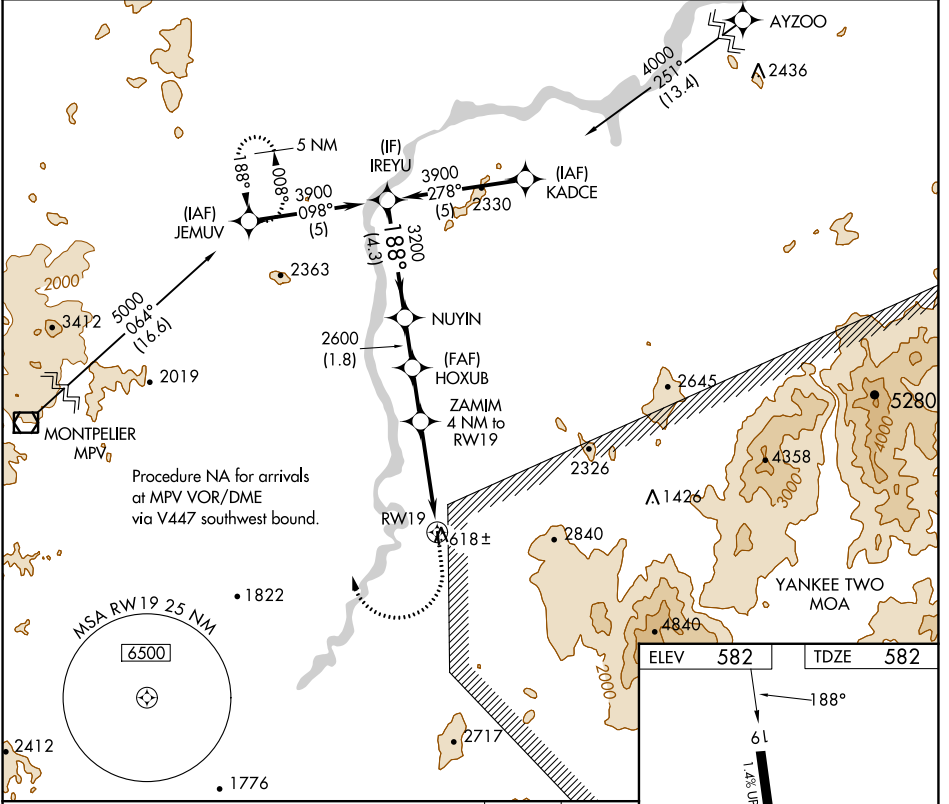 AYZOO
4000
251°
(13.4)
2436
5 NM
188°
008°
(IF)
IREYU
3900
098°
(5)
3900
278°
(5)
2330
(IAF)
KADCE
(IAF)
JEMUV
3200
188°
(4.3)
2363
2000
3412
5000
064°
(16.6)
NUYIN
2600
(1.8)
(FAF)
HOXUB
2019
2645
5280
4000
ZAMIM
4 NM to
RW19
MONTPELIER
MPV
2326
4358
3000
Procedure NA for arrivals
at MPV VOR/DME
via V447 southwest bound.
1426
RW19
618±
2840
YANKEE TWO
MOA
1822
4840
2000
MSA RW19 25 NM
6500
ELEV 582
TDZE 582
188°
19
1.4% UP
2412
2717
1776